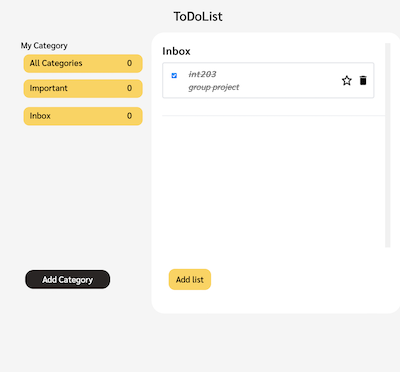 ToDoList
My Category
All Categories 0
Important 0
Inbox 0
Add Category
Inbox
int203
group project
Add list